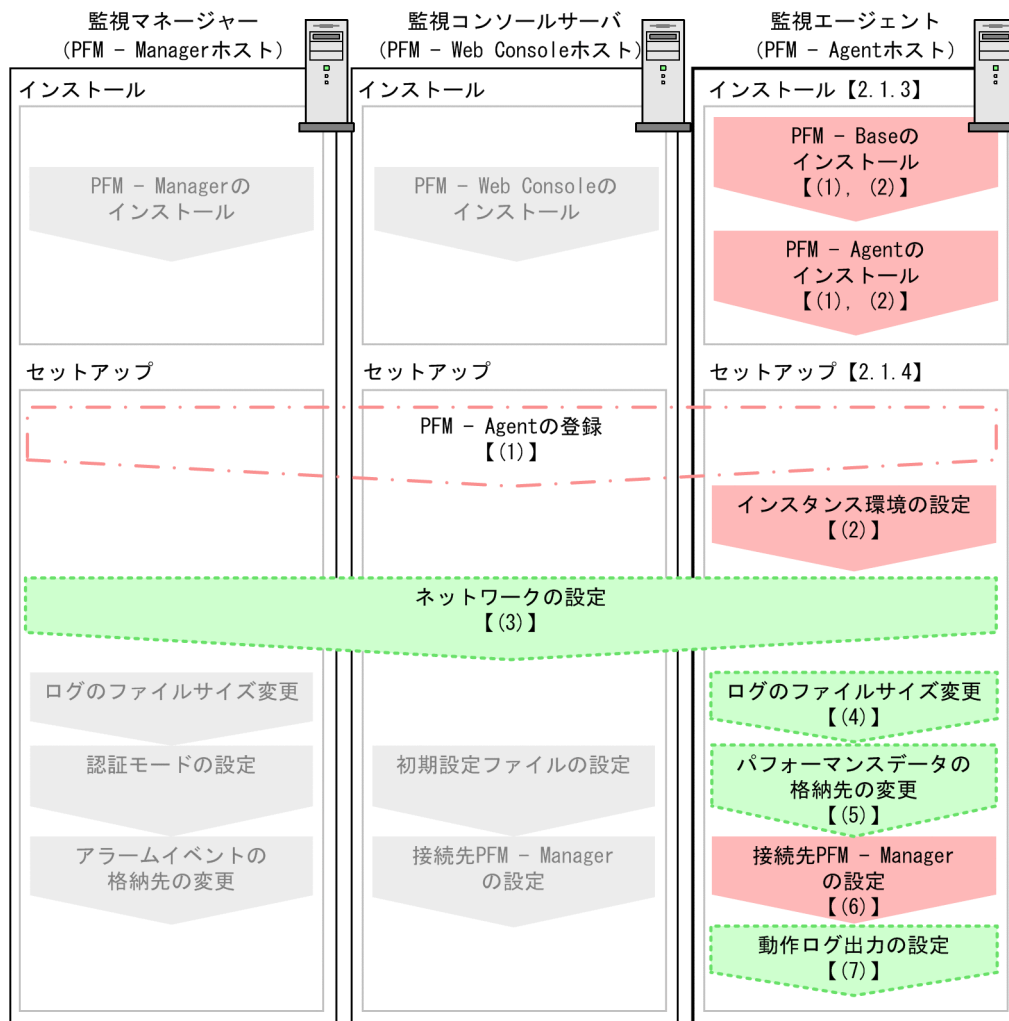 監視マネージャー
(PFM - Managerホスト)
監視コンソールサーバ
(PFM - Web Consoleホスト)
監視エージェント
(PFM - Agentホスト)
インストール
PFM - Managerの
インストール
インストール
PFM - Web Consoleの
インストール
インストール【2.1.3】
PFM - Baseの
インストール
【(1), (2)】
PFM - Agentの
インストール
【(1), (2)】
セットアップ
セットアップ
セットアップ【2.1.4】
PFM - Agentの登録
【(1)】
インスタンス環境の設定
【(2)】
ネットワークの設定
【(3)】
ログのファイルサイズ変更
認証モードの設定
アラームイベントの
格納先の変更
初期設定ファイルの設定
接続先PFM - Manager
の設定
ログのファイルサイズ変更
【(4)】
パフォーマンスデータの
格納先の変更
【(5)】
接続先PFM - Manager
の設定
【(6)】
動作ログ出力の設定
【(7)】